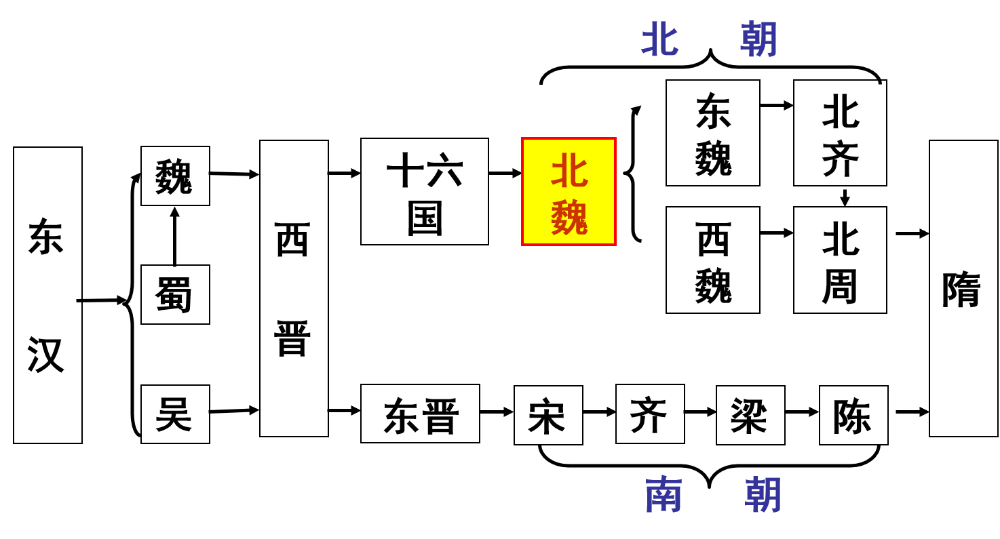 北 朝
东汉
魏
蜀
吴
西晋
十六
国
北
魏
东
魏
北
齐
西
魏
北
周
隋
东晋
宋
齐
梁
陈
南 朝